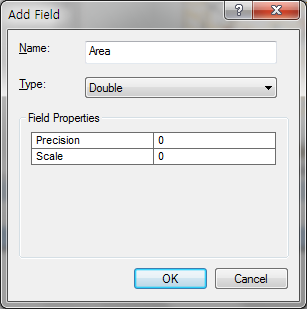 Add Field
Name: Area
Type: Double
Field Properties
Precision 0
Scale 0
OK Cancel